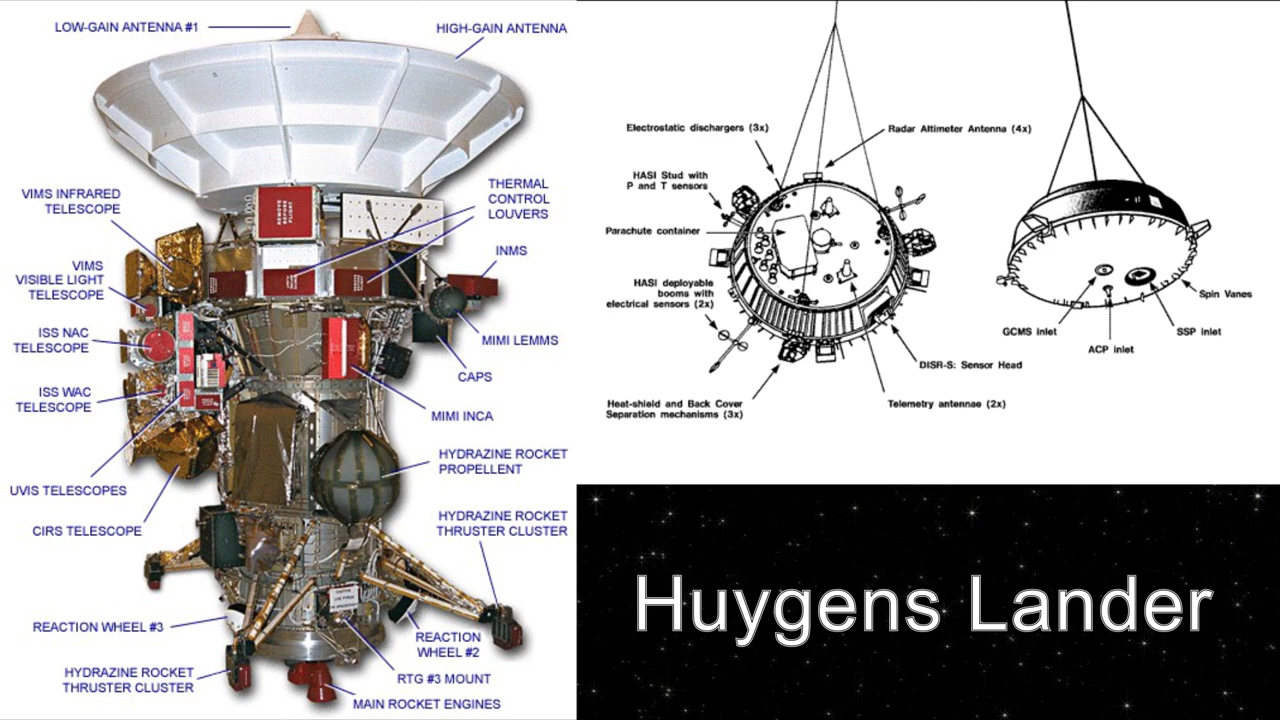 LOW-GAIN ANTENNA #1
HIGH-GAIN ANTENNA
VIMS INFRARED
TELESCOPE
THERMAL
CONTROL
LOUVERS
VIMS
VISIBLE LIGHT
TELESCOPE
INMS
ISS NAC
TELESCOPE
MIMI LEMMS
CAPS
ISS WAC
TELESCOPE
MIMI INCA
HYDRAZINE ROCKET
PROPELLENT
UVIS TELESCOPES
CIRS TELESCOPE
HYDRAZINE ROCKET
THRUSTER CLUSTER
REACTION WHEEL #3
REACTION
WHEEL #2
HYDRAZINE ROCKET
THRUSTER CLUSTER
RTG #3 MOUNT
MAIN ROCKET ENGINES
REMOVE
BEFORE
FLIGHT
Electrostatic dischargers (3x)
Radar Altimeter Antenna (4x)
HASI Stud with
P and T sensors
Parachute container
HASI deployable
booms with
electrical sensors (2x)
Heat-shield and Back Cover
Separation mechanisms (3x)
DISR-S: Sensor Head
Telemetry antennae (2x)
GCMS inlet
ACP inlet
SSP inlet
Spin Vanes
Huygens Lander